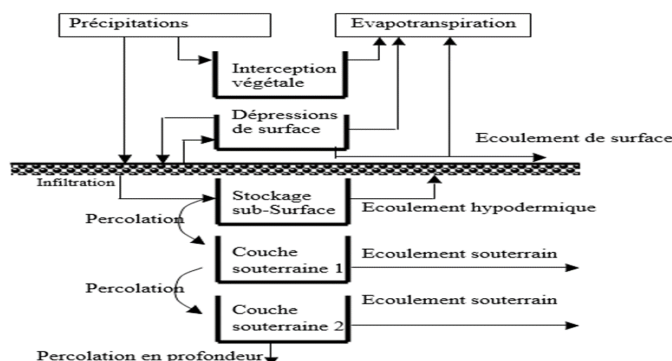 Précipitations
Evapotranspiration
Interception
végétale
Dépressions
de surface
Ecoulement de surface
Infiltration
Stockage
sub-Surface
Ecoulement hypodermique
Percolation
Couche
souterraine 1
Ecoulement souterrain
Percolation
Couche
souterraine 2
Ecoulement souterrain
Percolation en profondeur